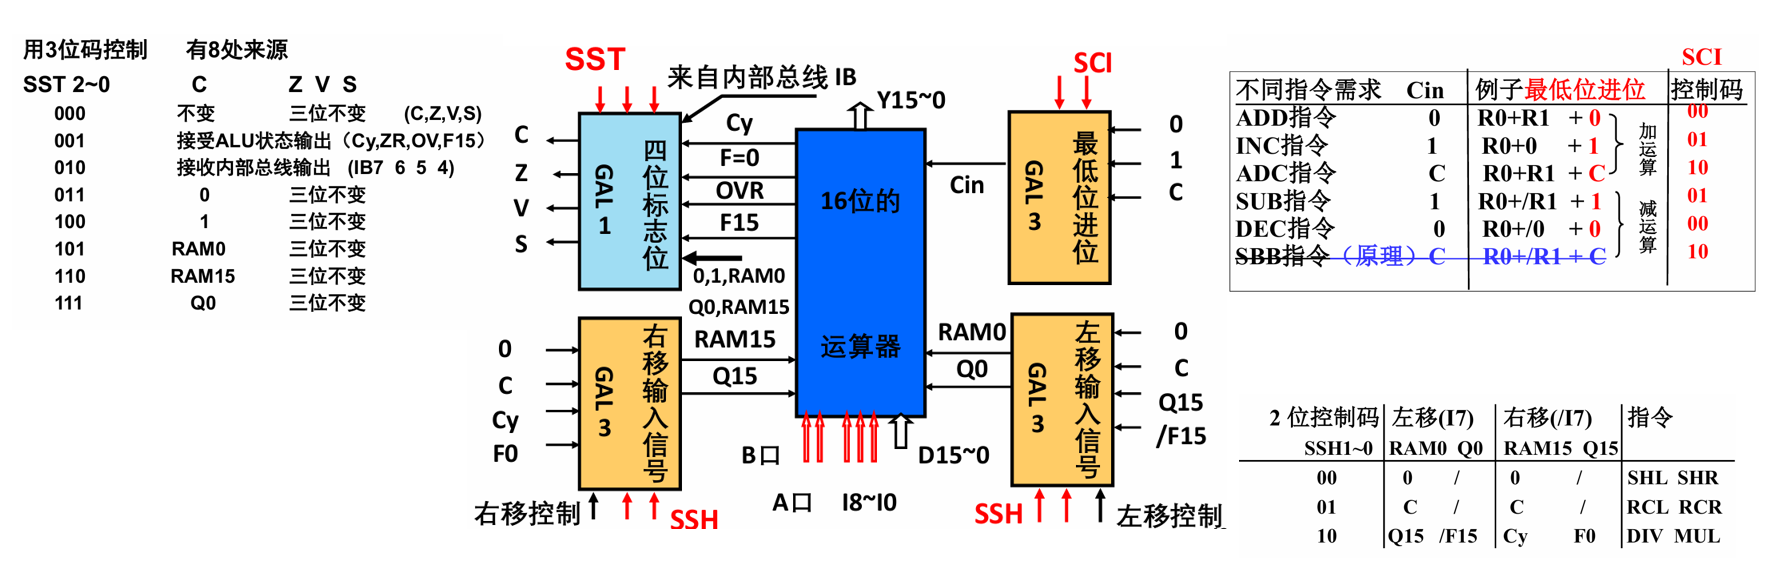 用3位码控制 有8处来源
SST 2~0 C Z V S
000 不变 三位不变 (C,Z,V,S)
001 接受ALU状态输出（Cy,ZR,OV,F15）
010 接收内部总线输出 (IB7 6 5 4)
011 0 三位不变
100 1 三位不变
101 RAM0 三位不变
110 RAM15 三位不变
111 Q0 三位不变
SST
来自内部总线 IB
C
Z
V
S
GAL 1
四位标志位
Cy
F=0
OVR
F15
0,1,RAM0
Q0,RAM15
Y15~0
16位的
运算器
SCI
GAL 3
最低位进位
Cin
0
1
C
0
C
Cy
F0
GAL 3
右移输入信号
RAM15
Q15
右移控制
SSH
B口
A口
I8~I0
D15~0
RAM0
Q0
GAL 3
左移输入信号
0
C
Q15
/F15
SSH
左移控制
SCI
不同指令需求 Cin 例子最低位进位 控制码
ADD指令 0 R0+R1 + 0 00
INC指令 1 R0+0 + 1 01
ADC指令 C R0+R1 + C 10
加运算
SUB指令 1 R0+/R1 + 1 01
DEC指令 0 R0+/0 + 0 00
SBB指令（原理）C R0+/R1 + C 10
减运算
2 位控制码 左移(I7) 右移(/I7) 指令
SSH1~0 RAM0 Q0 RAM15 Q15
00 0 / 0 / SHL SHR
01 C / C / RCL RCR
10 Q15 /F15 Cy F0 DIV MUL